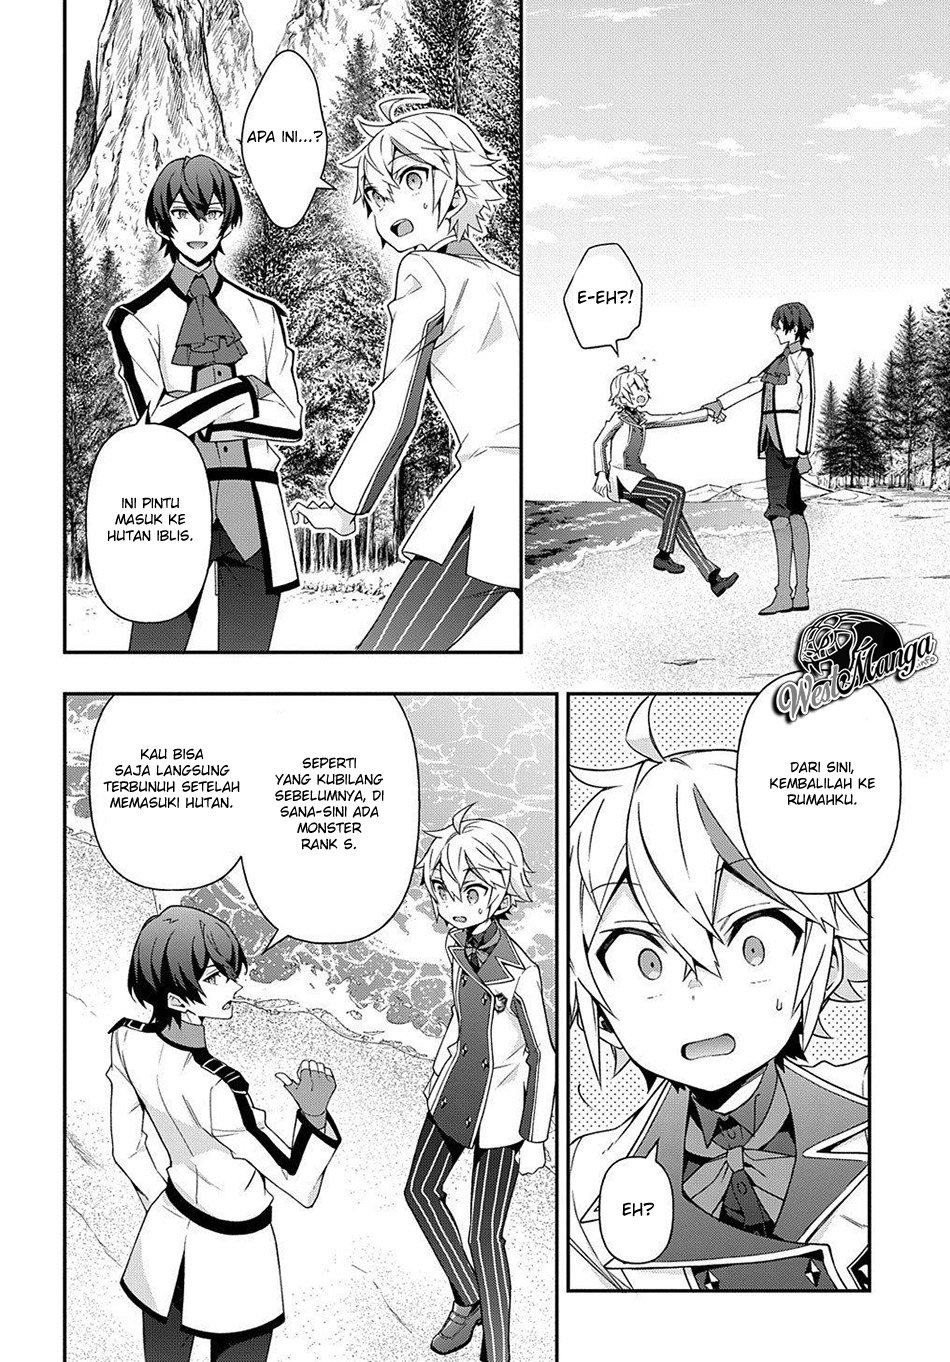 E-EH?!
APA INI...?
INI PINTU
MASUK KE
HUTAN IBLIS.
WestManga
.info
DARI SINI,
KEMBALILAH KE
RUMAHKU.
EH?
SEPERTI
YANG KUBILANG
SEBELUMNYA, DI
SANA-SINI ADA
MONSTER
RANK S.
KAU BISA
SAJA LANGSUNG
TERBUNUH SETELAH
MEMASUKI HUTAN.